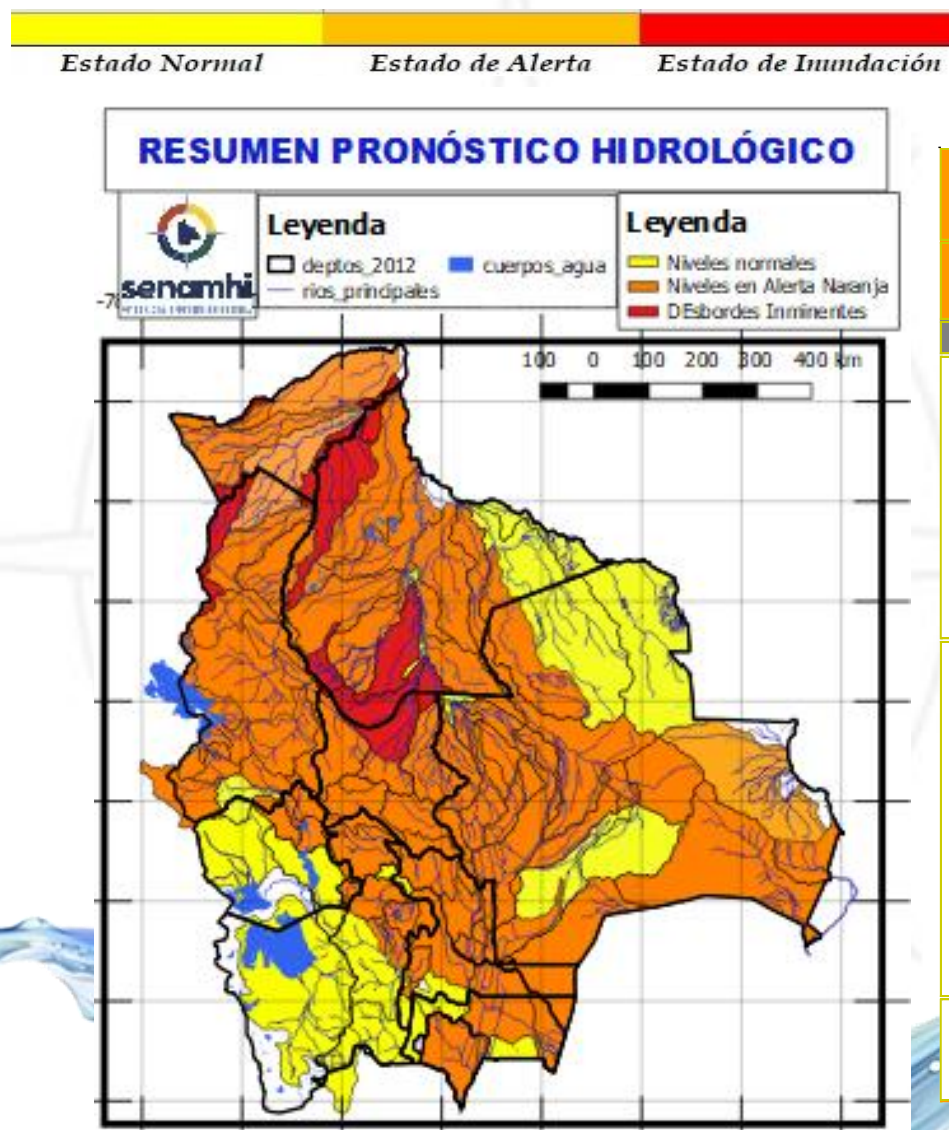 Estado Normal Estado de Alerta Estado de Inundación
RESUMEN PRONÓSTICO HIDROLÓGICO
senamhi
Leyenda
deptos_2012 cuerpos_agua
rios_principales
Leyenda
Niveles normales
Niveles en Alerta Naranja
DEsbordes Inminentes
100 0 100 200 300 400 km